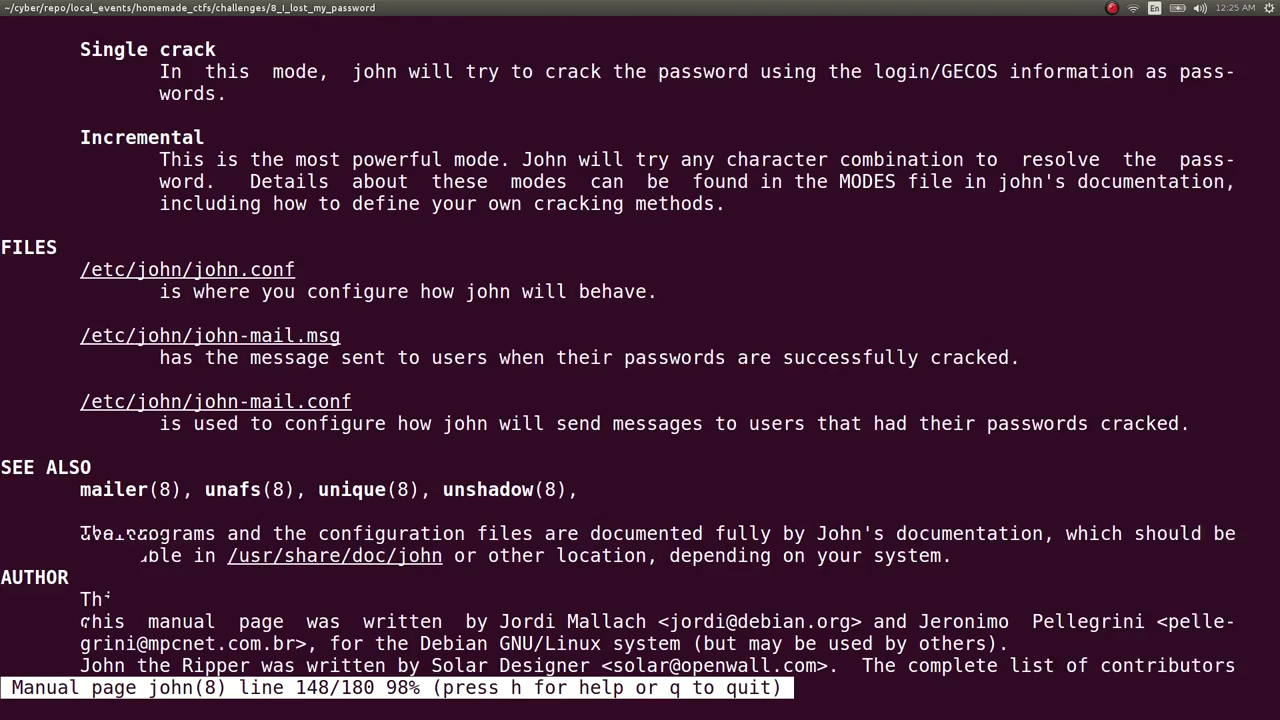 ~/cyber/repo/local_events/homemade_ctfs/challenges/8_I_lost_my_password
En
12:25 AM
Single crack
In this mode, john will try to crack the password using the login/GECOS information as pass-
words.
Incremental
This is the most powerful mode. John will try any character combination to resolve the pass-
word. Details about these modes can be found in the MODES file in john's documentation,
including how to define your own cracking methods.
FILES
/etc/john/john.conf
is where you configure how john will behave.
/etc/john/john-mail.msg
has the message sent to users when their passwords are successfully cracked.
/etc/john/john-mail.conf
is used to configure how john will send messages to users that had their passwords cracked.
SEE ALSO
mailer(8), unafs(8), unique(8), unshadow(8),
programs and the configuration files are documented fully by John's documentation, which should be
in /usr/share/doc/john or other location, depending on your system.
AUTHOR
this manual page was written by Jordi Mallach <jordi@debian.org> and Jeronimo Pellegrini <pelle-
grini@mpcnet.com.br>, for the Debian GNU/Linux system (but may be used by others).
John the Ripper was written by Solar Designer <solar@openwall.com>. The complete list of contributors
Manual page john(8) line 148/180 98% (press h for help or q to quit)